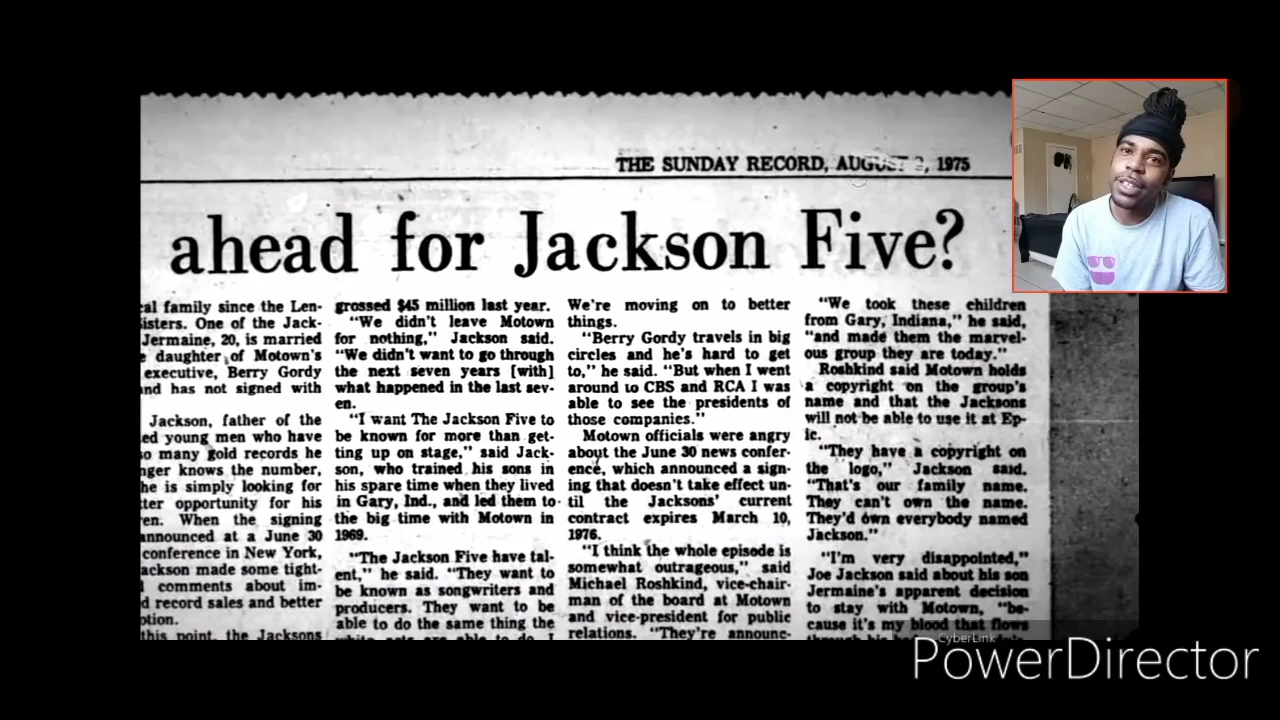 THE SUNDAY RECORD, AUGUST 1975
ahead for Jackson Five?
cal family since the Len-
isters. One of the Jack-
Jermaine, 20, is married
e daughter of Motown's
executive, Berry Gordy
and has not signed with
Jackson, father of the
ed young men who have
so many gold records he
nger knows the number,
he is simply looking for
tter opportunity for his
ren. When the signing
announced at a June 30
conference in New York,
ackson made some tight-
comments about im-
d record sales and better
otion.
this point, the Jacksons
grossed $45 million last year.
"We didn't leave Motown
for nothing," Jackson said.
"We didn't want to go through
the next seven years [with]
what happened in the last sev-
en.
"I want The Jackson Five to
be known for more than get-
ting up on stage," said Jack-
son, who trained his sons in
his spare time when they lived
in Gary, Ind., and led them to
the big time with Motown in
1969.
"The Jackson Five have tal-
ent," he said. "They want to
be known as songwriters and
producers. They want to be
able to do the same thing the
We're moving on to better
things.
"Berry Gordy travels in big
circles and he's hard to get
to," he said. "But when I went
around to CBS and RCA I was
able to see the presidents of
those companies."
Motown officials were angry
about the June 30 news confer-
ence, which announced a sign-
ing that doesn't take effect un-
til the Jacksons' current
contract expires March 10,
1976.
"I think the whole episode is
somewhat outrageous," said
Michael Roshkind, vice-chair-
man of the board at Motown
and vice-president for public
relations. "They're announc-
"We took these children
from Gary, Indiana," he said,
"and made them the marvel-
ous group they are today."
Roshkind said Motown holds
a copyright on the group's
name and that the Jacksons
will not be able to use it at Ep-
ic.
"They have a copyright on
the logo," Jackson said.
"That's our family name.
They can't own the name.
They'd own everybody named
Jackson."
"I'm very disappointed,"
Joe Jackson said about his son
Jermaine's apparent decision
to stay with Motown, "be-
cause it's my blood that flows
CyberLink
PowerDirector